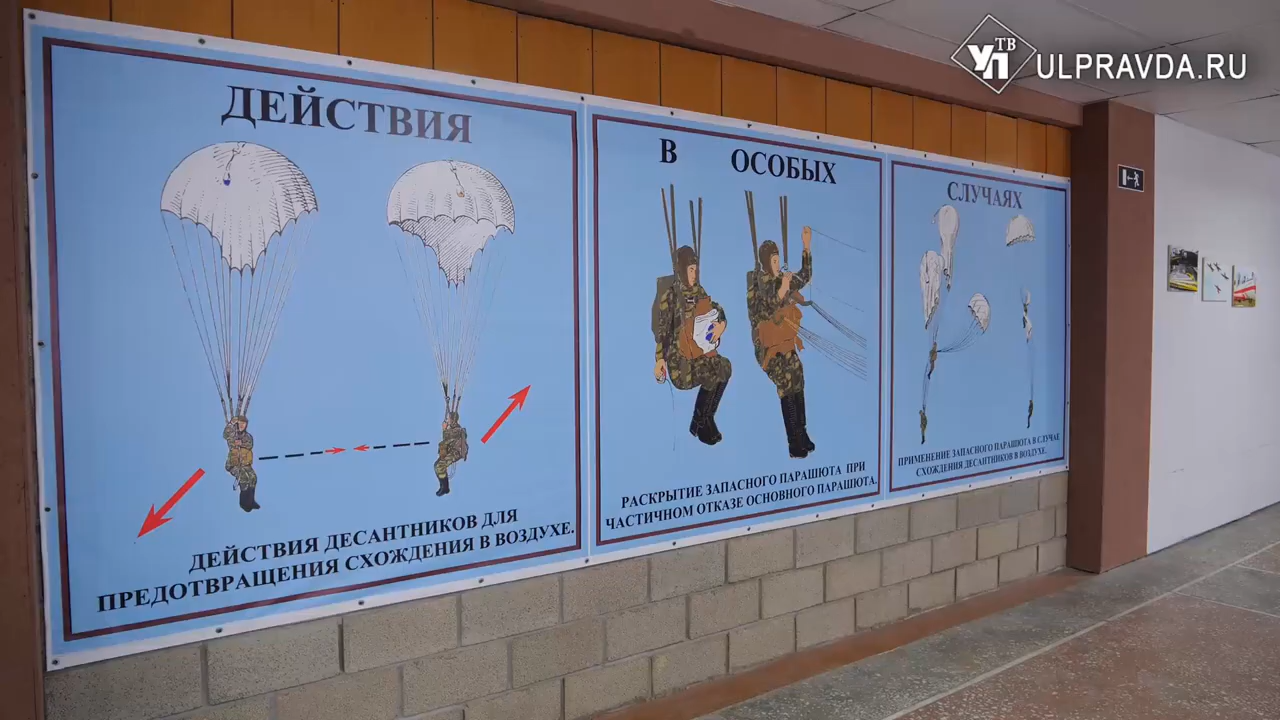 УП ТВ
ULPRAVDA.RU
ДЕЙСТВИЯ
В ОСОБЫХ
СЛУЧАЯХ
ДЕЙСТВИЯ ДЕСАНТНИКОВ ДЛЯ
ПРЕДОТВРАЩЕНИЯ СХОЖДЕНИЯ В ВОЗДУХЕ.
РАСКРЫТИЕ ЗАПАСНОГО ПАРАШЮТА ПРИ
ЧАСТИЧНОМ ОТКАЗЕ ОСНОВНОГО ПАРАШЮТА.
ПРИМЕНЕНИЕ ЗАПАСНОГО ПАРАШЮТА В СЛУЧАЕ
СХОЖДЕНИЯ ДЕСАНТНИКОВ В ВОЗДУХЕ.